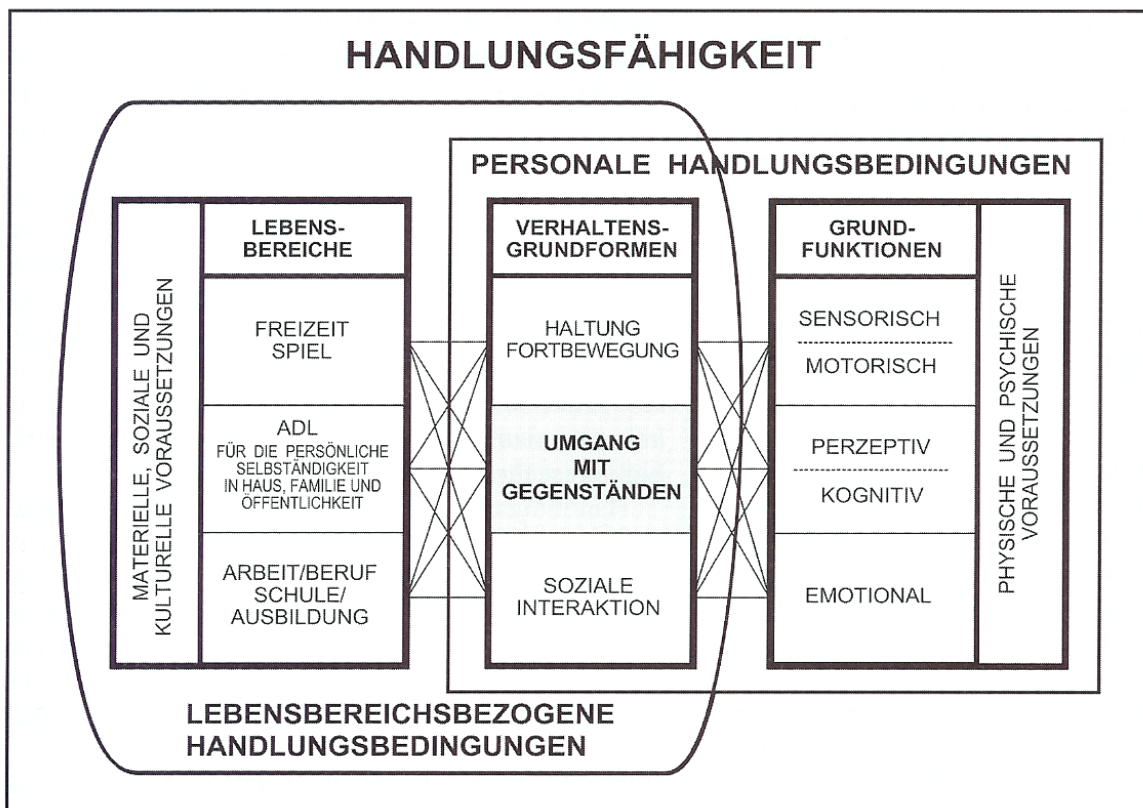 HANDLUNGSFÄHIGKEIT
PERSONALE HANDLUNGSBEDINGUNGEN
MATERIELLE, SOZIALE UND
KULTURELLE VORAUSSETZUNGEN
LEBENS-
BEREICHE
FREIZEIT
SPIEL
ADL
FÜR DIE PERSÖNLICHE
SELBSTÄNDIGKEIT
IN HAUS, FAMILIE UND
ÖFFENTLICHKEIT
ARBEIT/BERUF
SCHULE/
AUSBILDUNG
VERHALTENS-
GRUNDFORMEN
HALTUNG
FORTBEWEGUNG
UMGANG
MIT
GEGENSTÄNDEN
SOZIALE
INTERAKTION
GRUND-
FUNKTIONEN
SENSORISCH
MOTORISCH
PERZEPTIV
KOGNITIV
EMOTIONAL
PHYSISCHE UND PSYCHISCHE
VORAUSSETZUNGEN
LEBENSBEREICHSBEZOGENE
HANDLUNGSBEDINGUNGEN